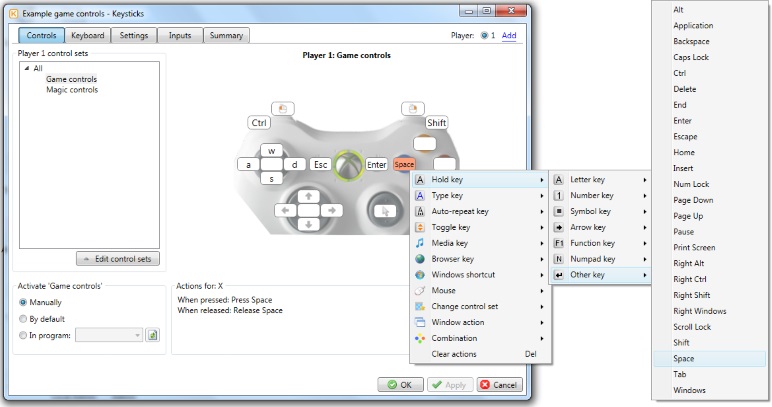 Example game controls - Keysticks
Controls
Keyboard
Settings
Inputs
Summary
Player:
1
Add
Player 1 control sets
All
Game controls
Magic controls
Edit control sets
Player 1: Game controls
Ctrl
Shift
w
a
d
s
Esc
Enter
Space
Activate 'Game controls'
Manually
By default
In program:
Actions for: X
When pressed: Press Space
When released: Release Space
OK
Apply
Cancel
A Hold key
A Type key
A Auto-repeat key
Toggle key
Media key
Browser key
Windows shortcut
Mouse
Change control set
Window action
Combination
Clear actions Del
A Letter key
1 Number key
Symbol key
Arrow key
F1 Function key
N Numpad key
Other key
Alt
Application
Backspace
Caps Lock
Ctrl
Delete
End
Enter
Escape
Home
Insert
Num Lock
Page Down
Page Up
Pause
Print Screen
Right Alt
Right Ctrl
Right Shift
Right Windows
Scroll Lock
Shift
Space
Tab
Windows